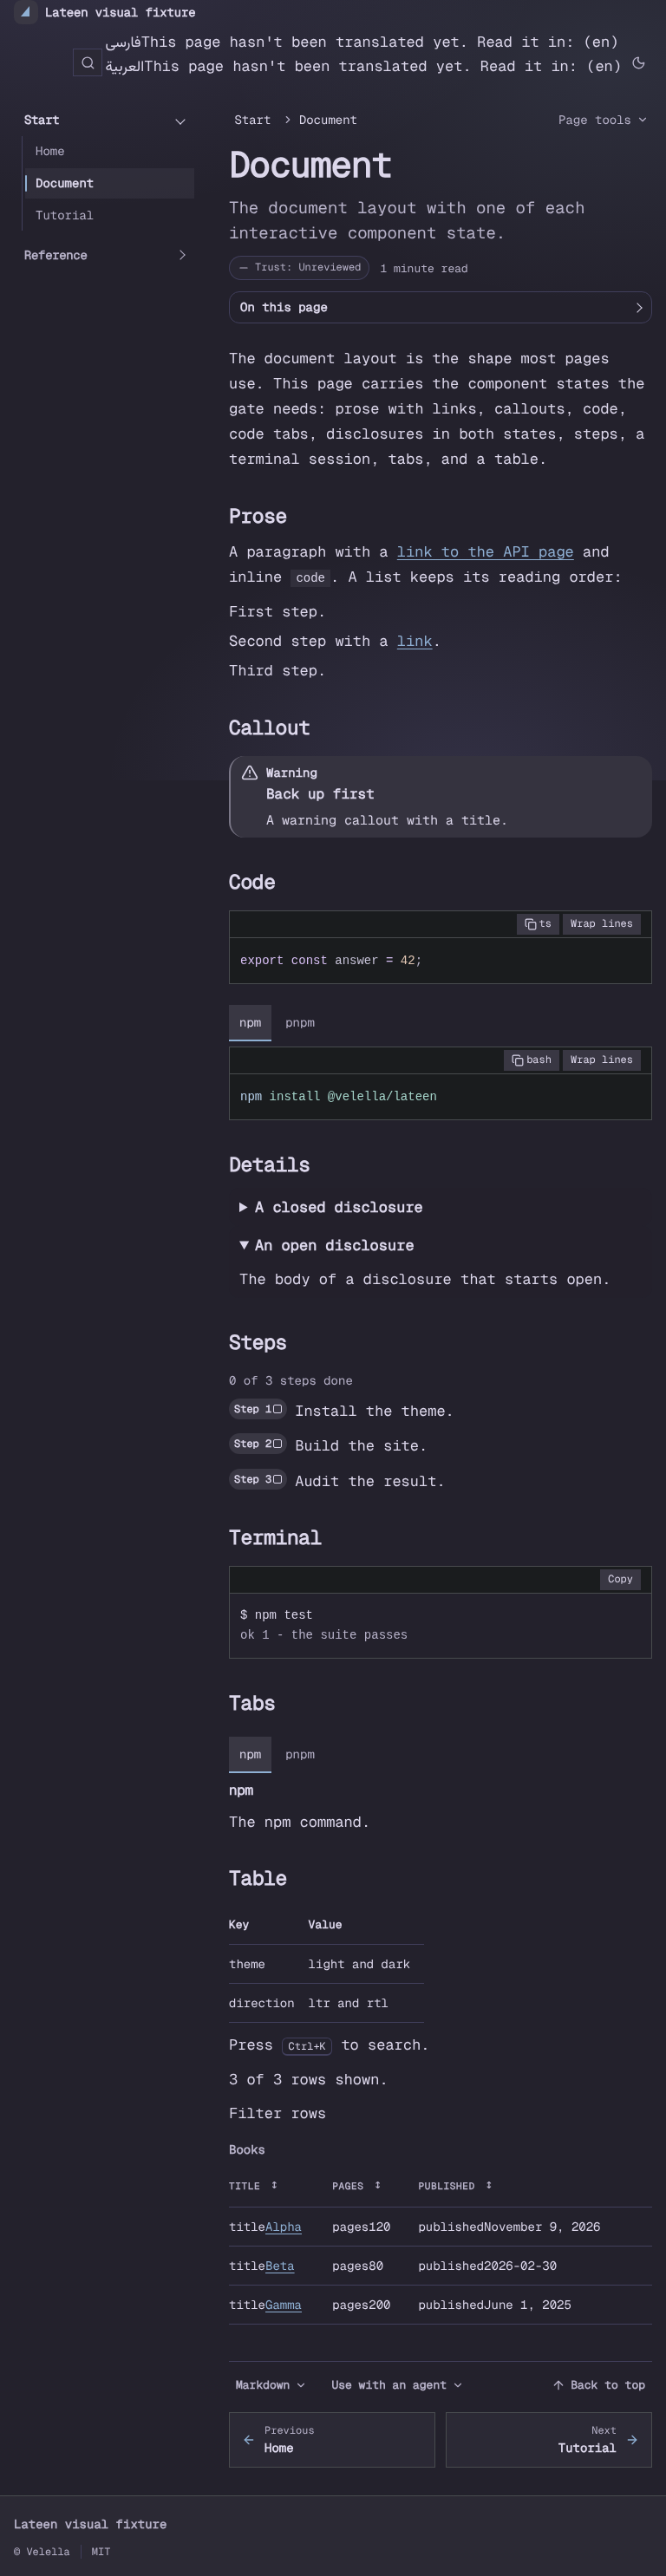 Lateen visual fixture
فارسیThis page hasn't been translated yet. Read it in: (en)
العربيةThis page hasn't been translated yet. Read it in: (en)
Start
Home
Document
Tutorial
Reference
Start > Document
Page tools
Document
The document layout with one of each
interactive component state.
— Trust: Unreviewed
1 minute read
On this page
The document layout is the shape most pages
use. This page carries the component states the
gate needs: prose with links, callouts, code,
code tabs, disclosures in both states, steps, a
terminal session, tabs, and a table.
Prose
A paragraph with a link to the API page and
inline code. A list keeps its reading order:
First step.
Second step with a link.
Third step.
Callout
Warning
Back up first
A warning callout with a title.
Code
ts Wrap lines
export const answer = 42;
npm pnpm
bash Wrap lines
npm install @velella/lateen
Details
A closed disclosure
An open disclosure
The body of a disclosure that starts open.
Steps
0 of 3 steps done
Step 1 Install the theme.
Step 2 Build the site.
Step 3 Audit the result.
Terminal
Copy
$ npm test
ok 1 - the suite passes
Tabs
npm pnpm
npm
The npm command.
Table
Key Value
theme light and dark
direction ltr and rtl
Press Ctrl+K to search.
3 of 3 rows shown.
Filter rows
Books
TITLE ↕ PAGES ↕ PUBLISHED ↕
titleAlpha pages120 publishedNovember 9, 2026
titleBeta pages80 published2026-02-30
titleGamma pages200 publishedJune 1, 2025
Markdown Use with an agent ↑ Back to top
← Previous
Home
Next →
Tutorial
Lateen visual fixture
© Velella | MIT